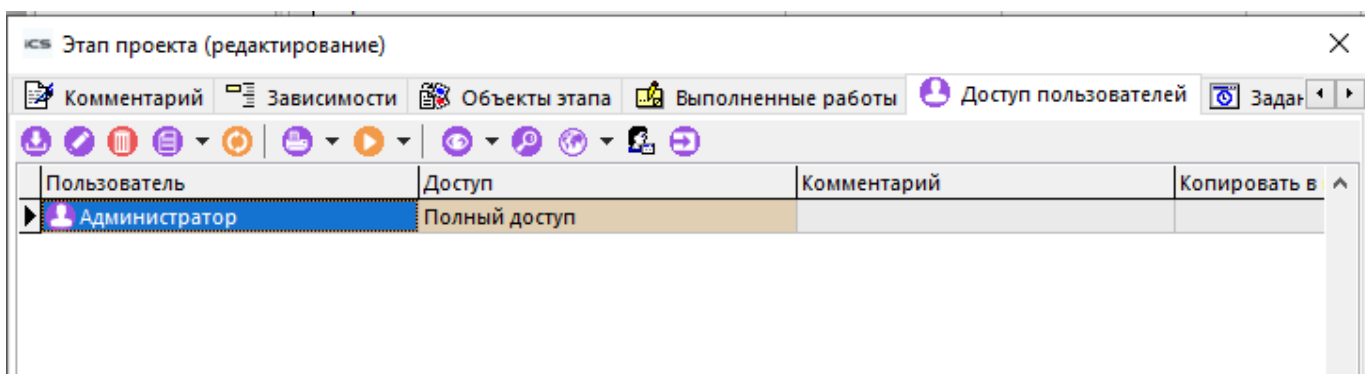 iCS Этап проекта (редактирование)
Комментарий Зависимости Объекты этапа Выполненные работы Доступ пользователей Задан
Пользователь Доступ Комментарий Копировать в
Администратор Полный доступ